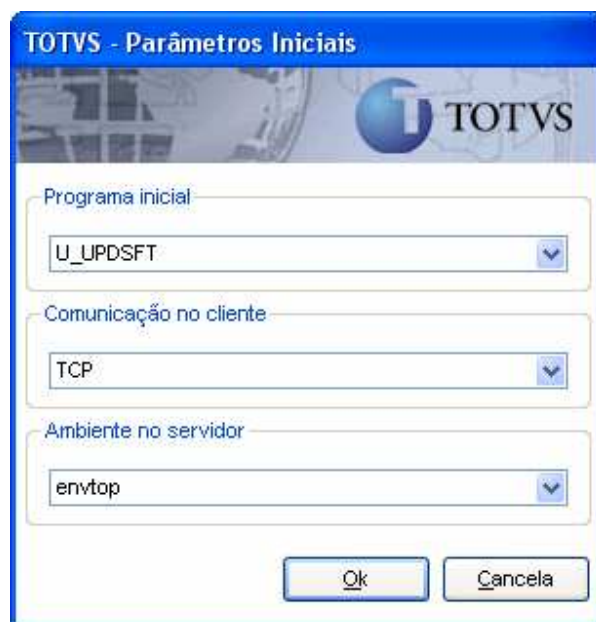 TOTVS - Parâmetros Iniciais
TOTVS
Programa inicial
U_UPDSFT
Comunicação no cliente
TCP
Ambiente no servidor
envtop
Ok
Cancela